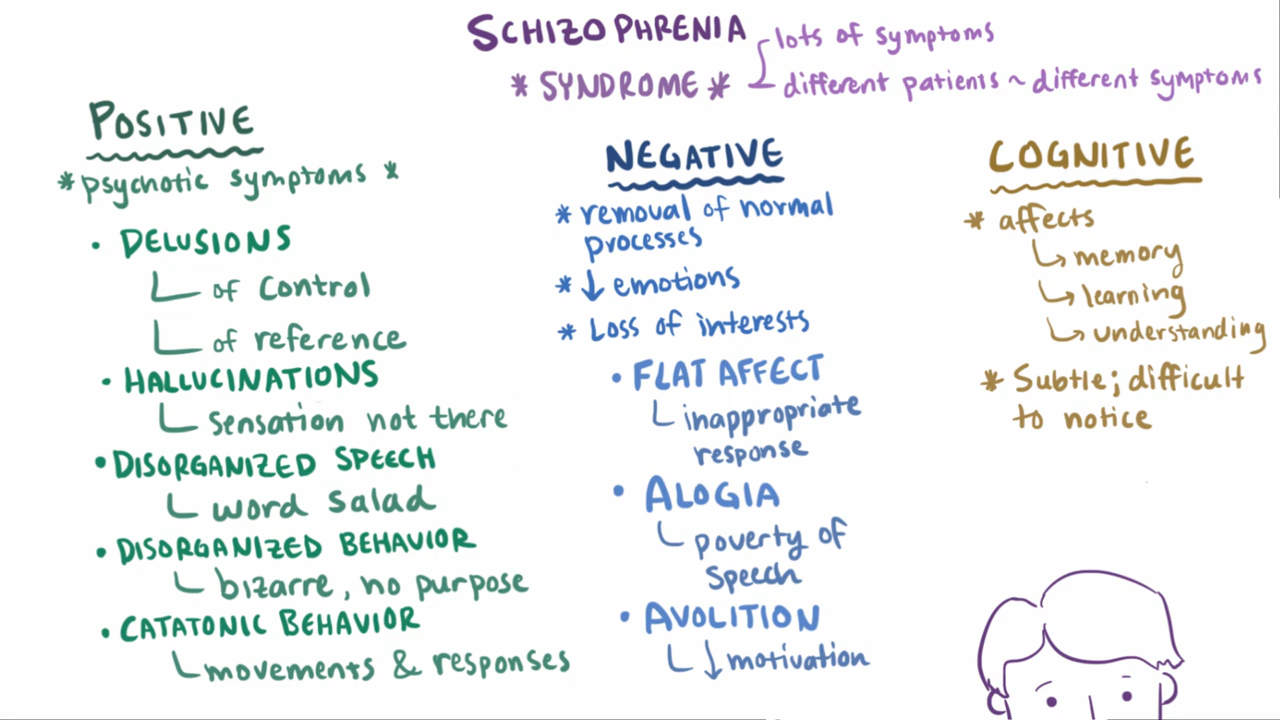 SCHIZOPHRENIA
lots of symptoms
* SYNDROME *
different patients ~ different symptoms
POSITIVE
* psychotic symptoms *
• DELUSIONS
of control
of reference
• HALLUCINATIONS
sensation not there
• DISORGANIZED SPEECH
word salad
• DISORGANIZED BEHAVIOR
bizarre, no purpose
• CATATONIC BEHAVIOR
movements & responses
NEGATIVE
* removal of normal
processes
* ↓ emotions
* Loss of interests
• FLAT AFFECT
inappropriate
response
• ALOGIA
poverty of
speech
• AVOLITION
↓ motivation
COGNITIVE
* affects
↳ memory
↳ learning
↳ understanding
* Subtle; difficult
to notice